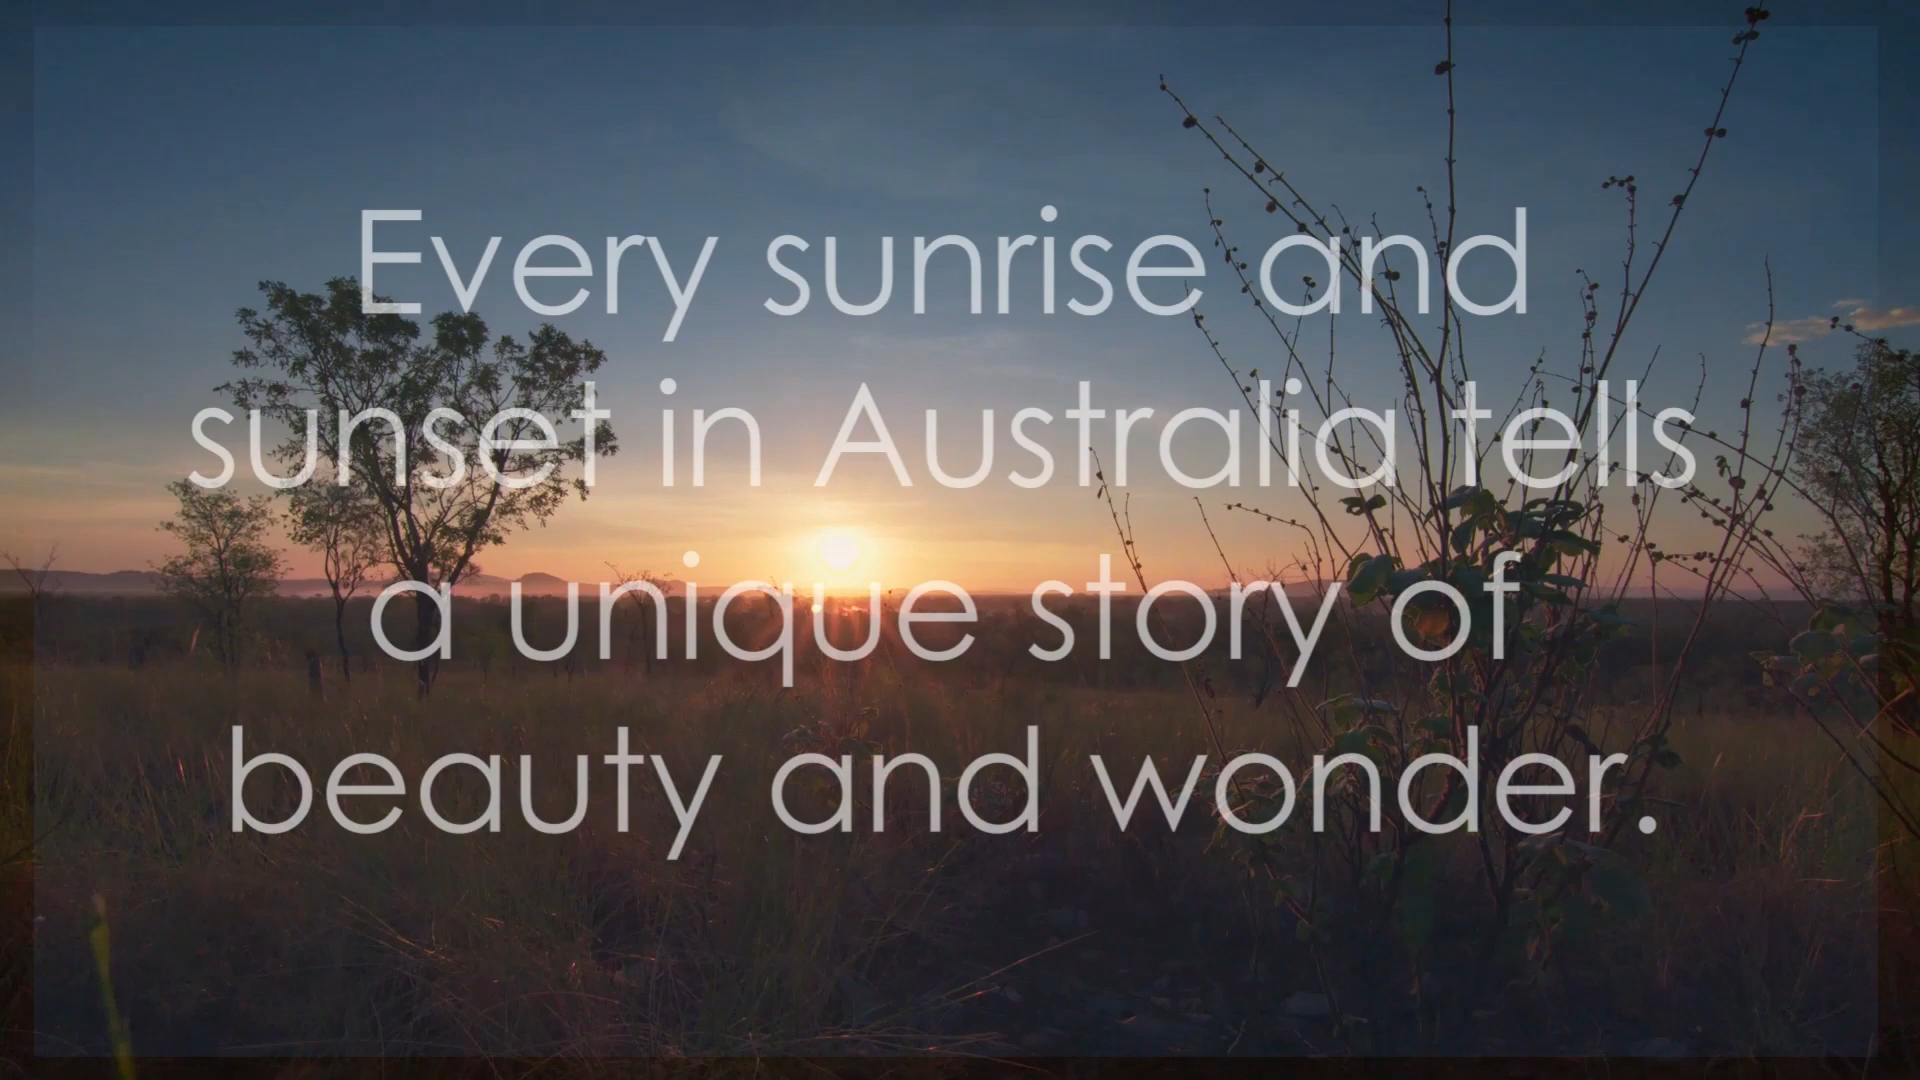 Every sunrise and
sunset in Australia tells
a unique story of
beauty and wonder.